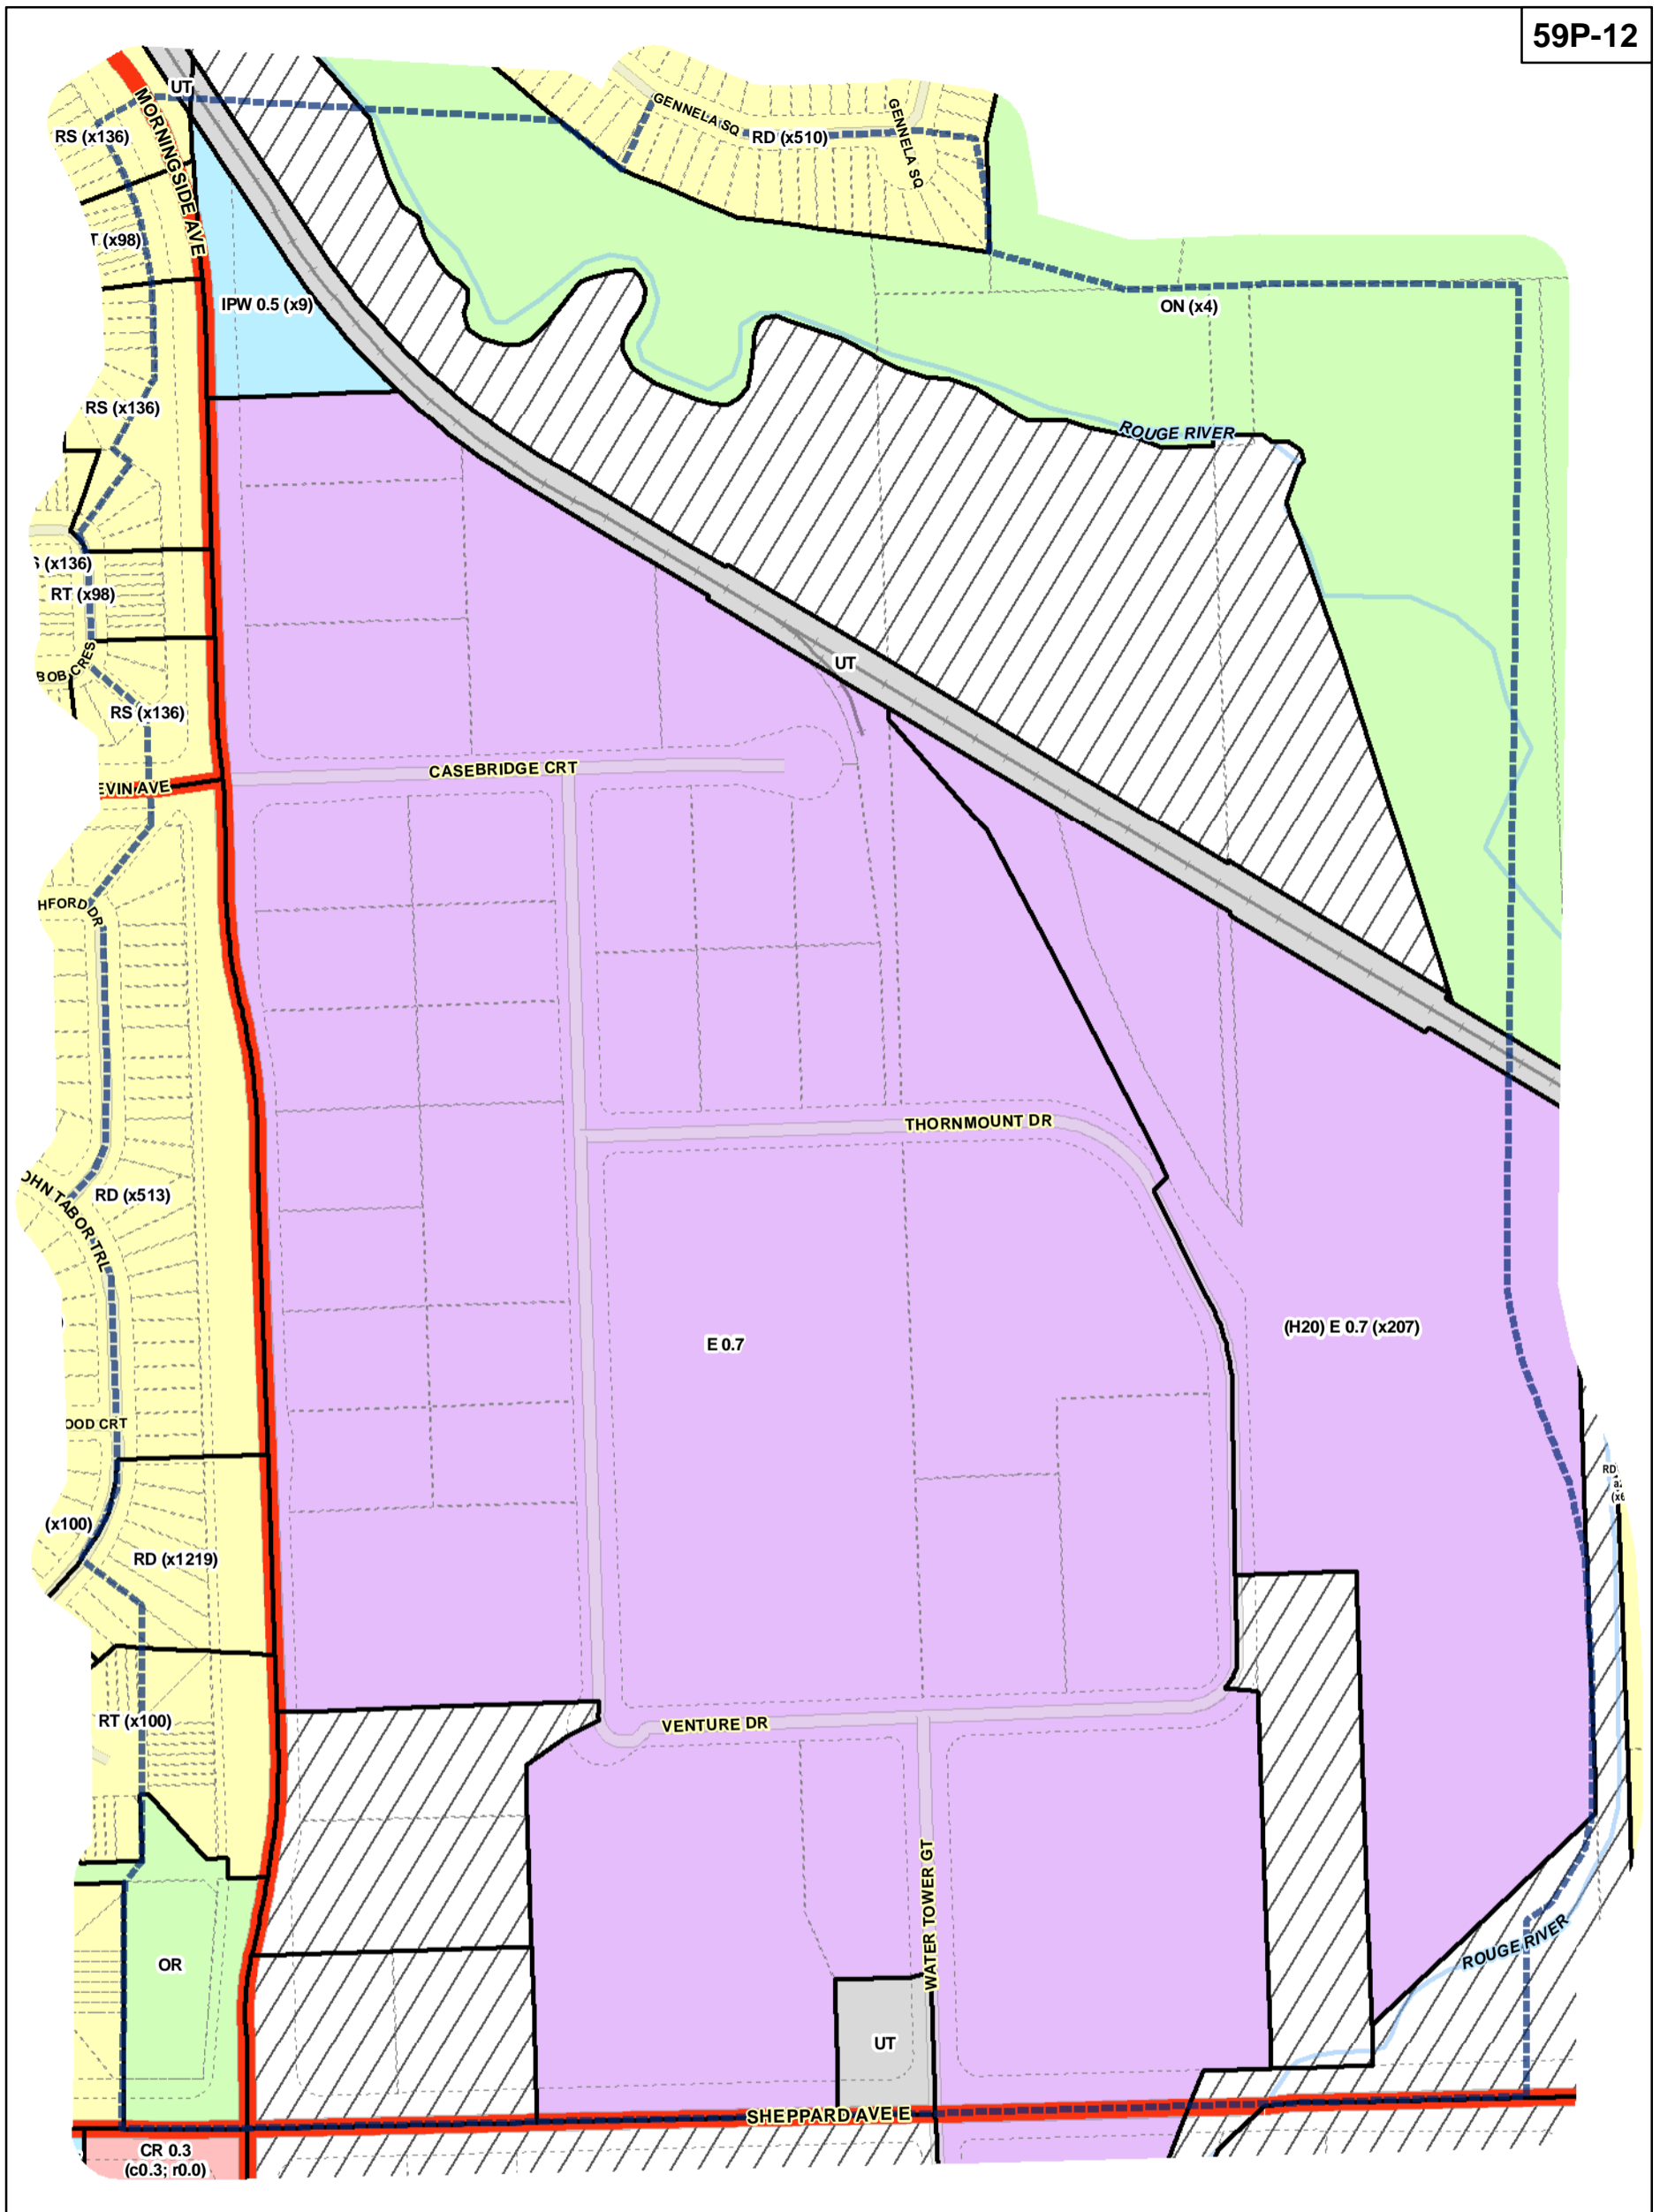 59P-12
UT
MORNINGSIDE AVE
RS (x136)
GENNELA SQ
GENNELA SQ
RD (x510)
T (x98)
IPW 0.5 (x9)
ON (x4)
RS (x136)
ROUGE RIVER
S (x136)
RT (x98)
BOB CRES
UT
RS (x136)
CASEBRIDGE CRT
EVIN AVE
HFORD DR
THORNMOUNT DR
OHN TABOR TRL
RD (x513)
E 0.7
(H20) E 0.7 (x207)
OOD CRT
RD
(x100)
RD (x1219)
RT (x100)
VENTURE DR
WATER TOWER GT
ROUGE RIVER
OR
UT
SHEPPARD AVE E
CR 0.3
(c0.3; r0.0)